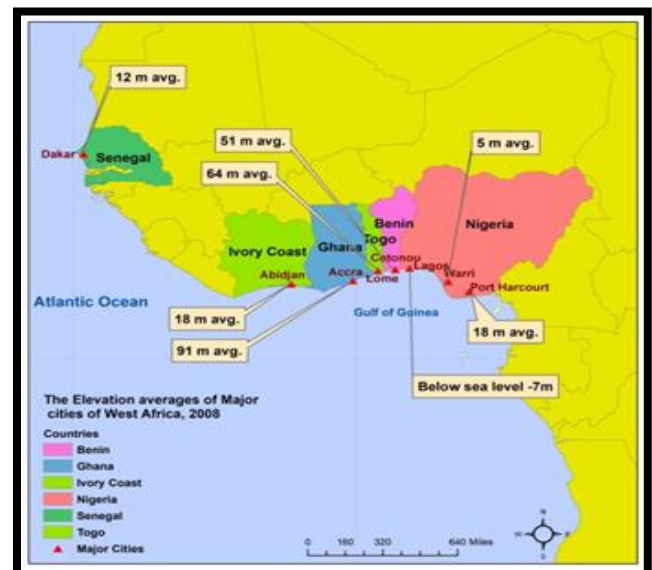 12 m avg.
51 m avg.
5 m avg.
64 m avg.
Dakar
Senegal
Benin
Nigeria
Ivory Coast
Ghana
Togo
Cotonou
Lagos
Abidjan
Accra
Lome
Warri
Port Harcourt
Atlantic Ocean
Gulf of Guinea
18 m avg.
18 m avg.
91 m avg.
Below sea level -7m
The Elevation averages of Major
cities of West Africa, 2008
Countries
Benin
Ghana
Ivory Coast
Nigeria
Senegal
Togo
Major Cities
0 160 320 640 Miles
N
W E
S